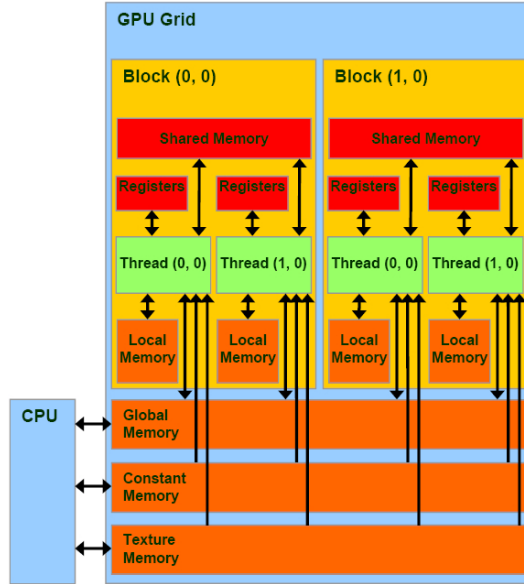 GPU Grid
Block (0, 0)
Block (1, 0)
Shared Memory
Shared Memory
Registers
Registers
Registers
Registers
Thread (0, 0)
Thread (1, 0)
Thread (0, 0)
Thread (1, 0)
Local
Memory
Local
Memory
Local
Memory
Local
Memory
CPU
Global
Memory
Constant
Memory
Texture
Memory